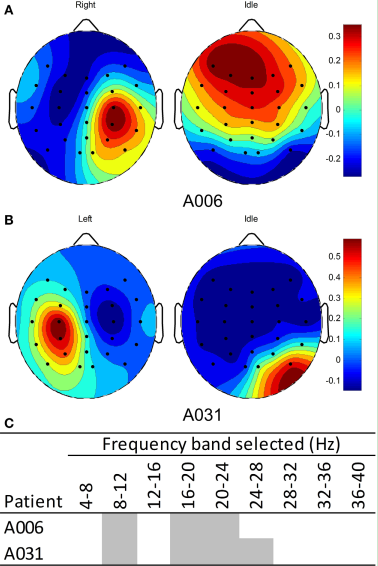 A
Right
Idle
0.3
0.2
0.1
0
-0.1
-0.2
A006
B
Left
Idle
0.5
0.4
0.3
0.2
0.1
0
-0.1
A031
C
Frequency band selected (Hz)
Patient 4-8 8-12 12-16 16-20 20-24 24-28 28-32 32-36 36-40
A006
A031